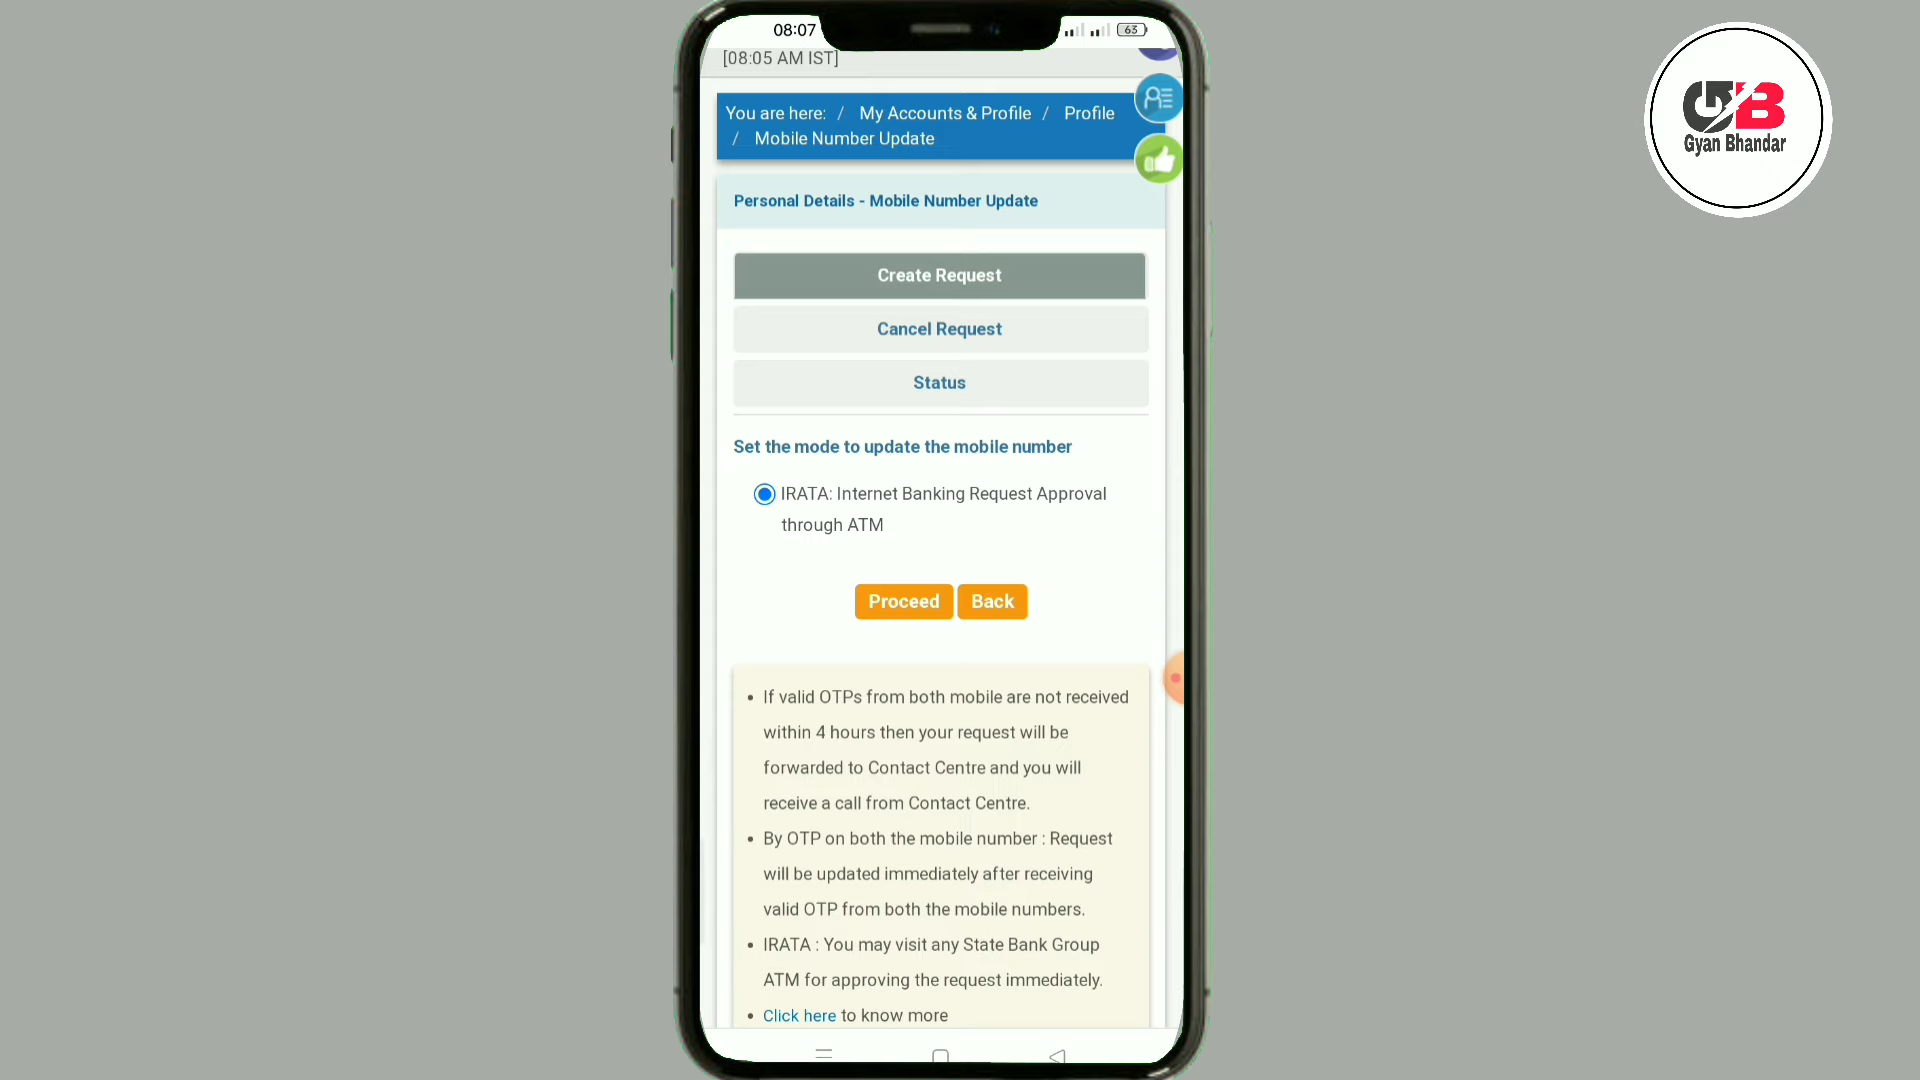 08:07
63
[08:05 AM IST]
You are here: / My Accounts & Profile / Profile
/ Mobile Number Update
Personal Details - Mobile Number Update
Create Request
Cancel Request
Status
Set the mode to update the mobile number
IRATA: Internet Banking Request Approval
through ATM
Proceed Back
• If valid OTPs from both mobile are not received
within 4 hours then your request will be
forwarded to Contact Centre and you will
receive a call from Contact Centre.
• By OTP on both the mobile number : Request
will be updated immediately after receiving
valid OTP from both the mobile numbers.
• IRATA : You may visit any State Bank Group
ATM for approving the request immediately.
• Click here to know more
GB
Gyan Bhandar